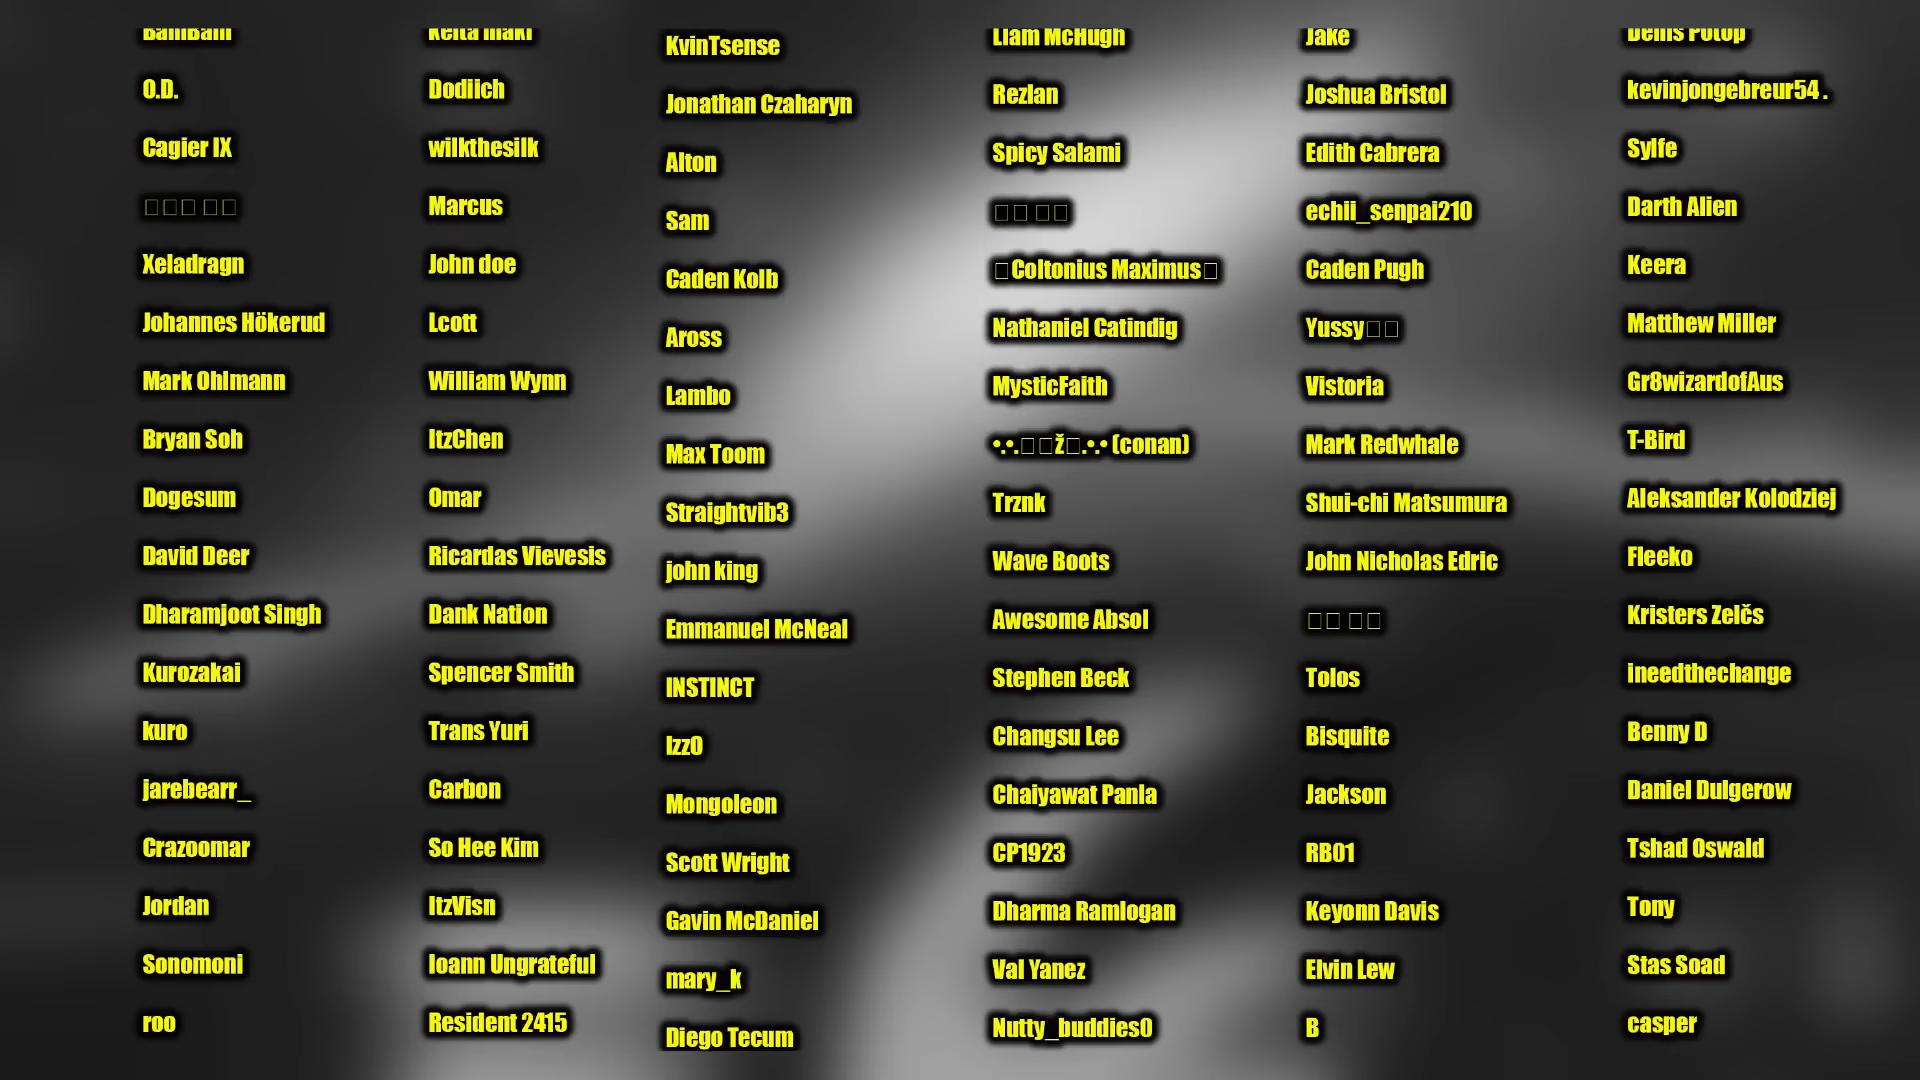 BamBam
O.D.
Cagier IX
Xeladragn
Johannes Hökerud
Mark Ohlmann
Bryan Soh
Dogesum
David Deer
Dharamjoot Singh
Kurozakai
kuro
jarebearr_
Crazoomar
Jordan
Sonomoni
roo
Keita maki
Dodiich
wilkthesilk
Marcus
John doe
Lcott
William Wynn
ItzChen
Omar
Ricardas Vievesis
Dank Nation
Spencer Smith
Trans Yuri
Carbon
So Hee Kim
ItzVisn
Ioann Ungrateful
Resident 2415
KvinTsense
Jonathan Czaharyn
Alton
Sam
Caden Kolb
Aross
Lambo
Max Toom
Straightvib3
john king
Emmanuel McNeal
INSTINCT
Izz0
Mongoleon
Scott Wright
Gavin McDaniel
mary_k
Diego Tecum
Liam McHugh
Rezlan
Spicy Salami
Coltonius Maximus
Nathaniel Catindig
MysticFaith
(conan)
Trznk
Wave Boots
Awesome Absol
Stephen Beck
Changsu Lee
Chaiyawat Panla
CP1923
Dharma Ramlogan
Val Yanez
Nutty_buddies0
Jake
Joshua Bristol
Edith Cabrera
echii_senpai210
Caden Pugh
Yussy
Vistoria
Mark Redwhale
Shui-chi Matsumura
John Nicholas Edric
Tolos
Bisquite
Jackson
RB01
Keyonn Davis
Elvin Lew
B
Denis Potop
kevinjongebreur54 .
Sylfe
Darth Alien
Keera
Matthew Miller
Gr8wizardofAus
T-Bird
Aleksander Kolodziej
Fleeko
Kristers Zelčs
ineedthechange
Benny D
Daniel Dulgerow
Tshad Oswald
Tony
Stas Soad
casper